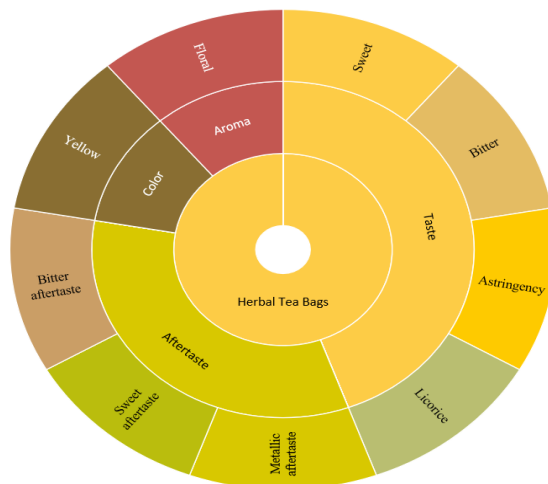 Floral
Sweet
Yellow
Color
Aroma
Bitter
Taste
Bitter
aftertaste
Herbal Tea Bags
Astringency
Aftertaste
Sweet
aftertaste
Metallic
aftertaste
Licorice